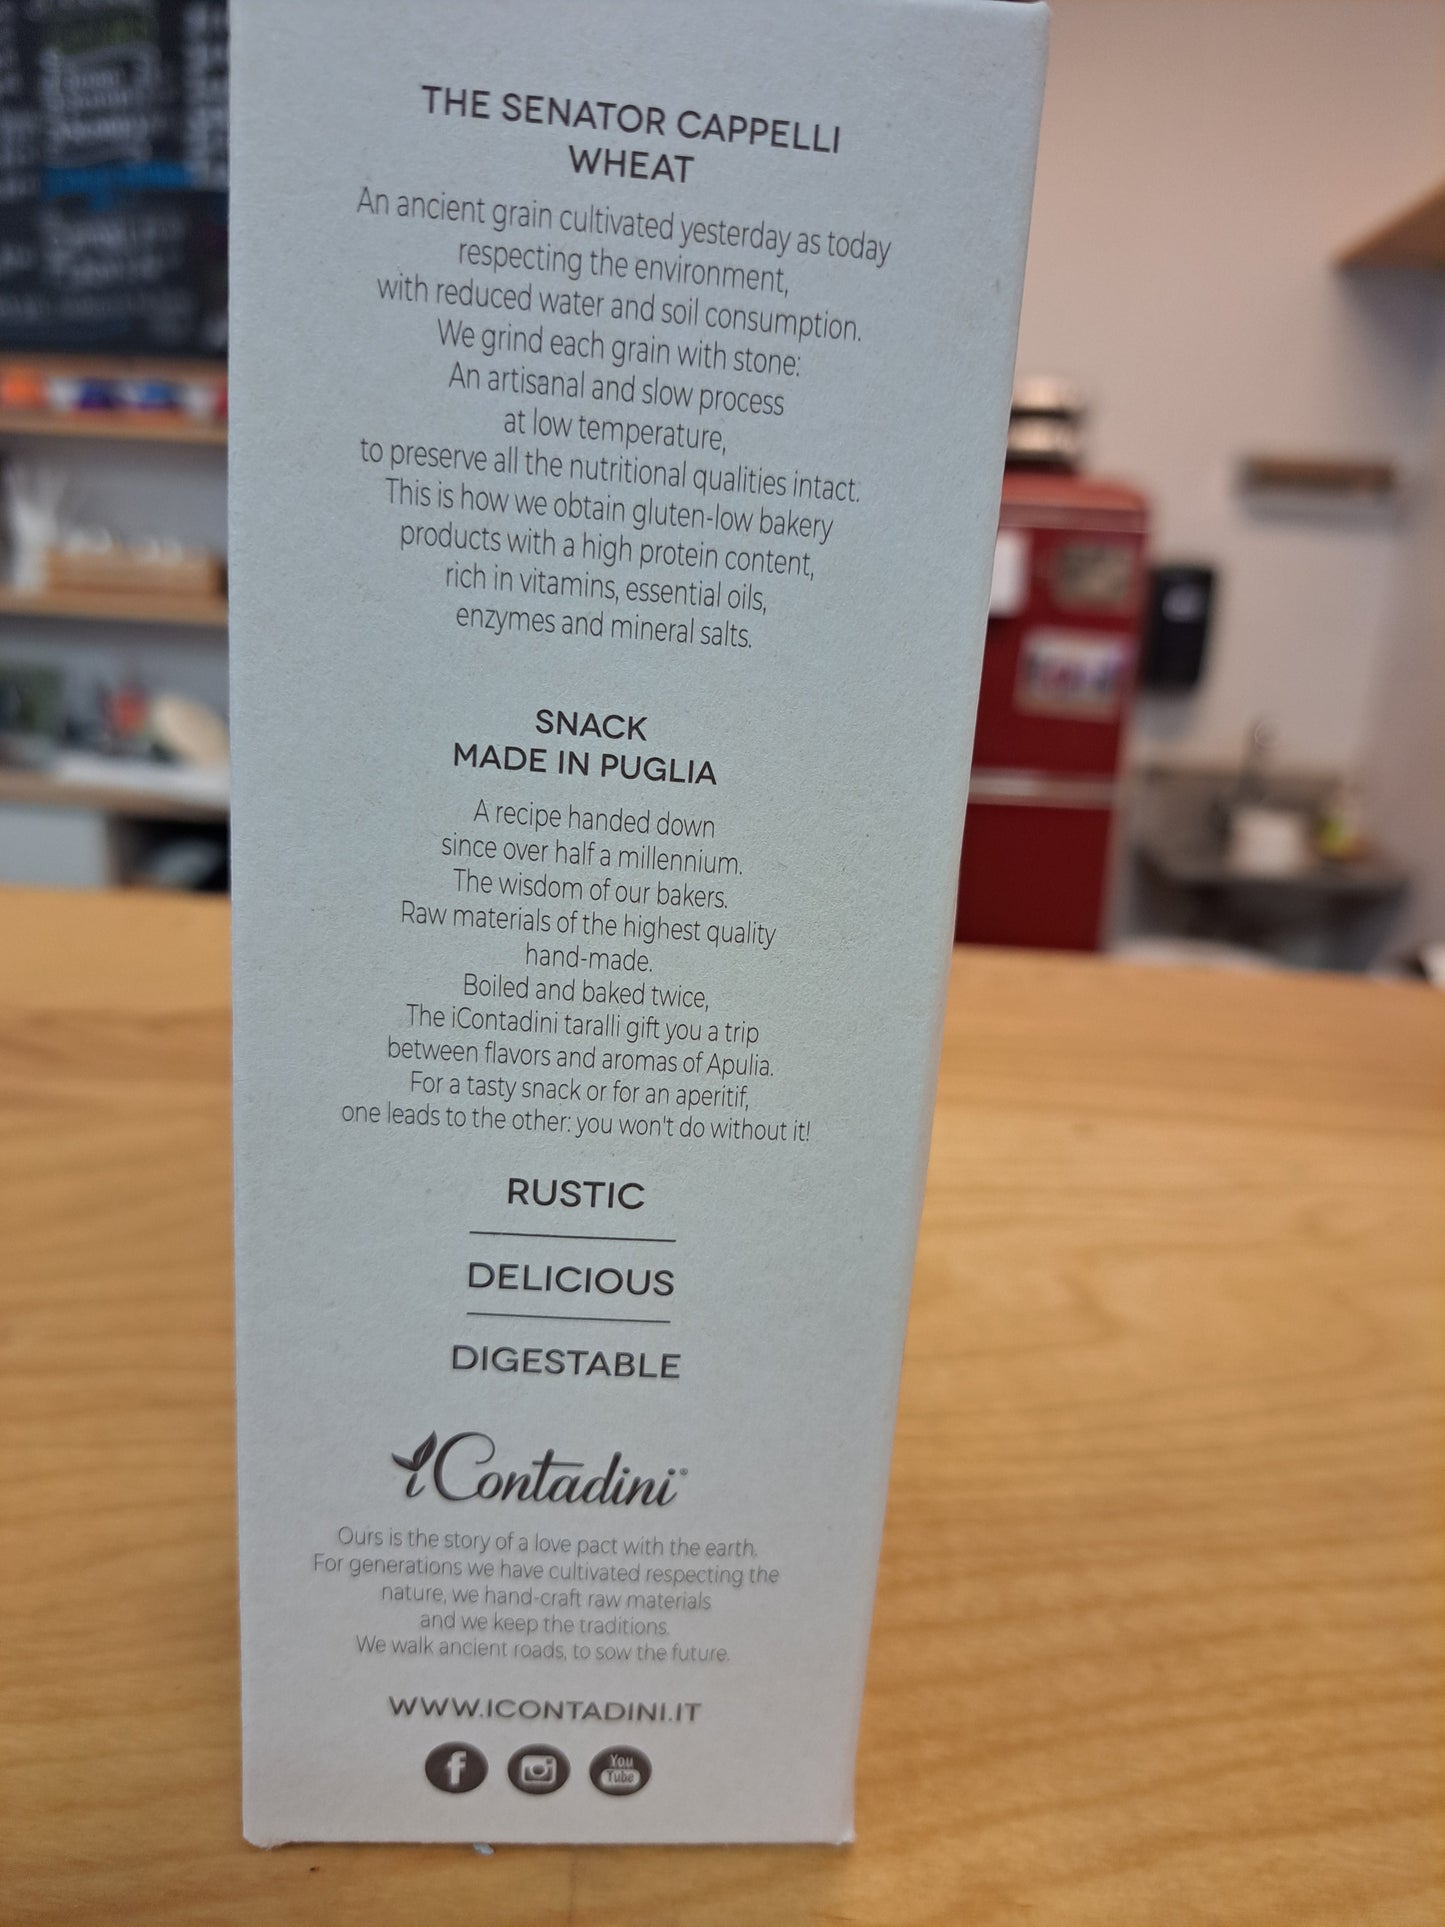 THE SENATOR CAPPELLI
WHEAT
An ancient grain cultivated yesterday as today
respecting the environment,
with reduced water and soil consumption.
We grind each grain with stone:
An artisanal and slow process
at low temperature,
to preserve all the nutritional qualities intact.
This is how we obtain gluten-low bakery
products with a high protein content,
rich in vitamins, essential oils,
enzymes and mineral salts.
SNACK
MADE IN PUGLIA
A recipe handed down
since over half a millennium.
The wisdom of our bakers.
Raw materials of the highest quality
hand-made.
Boiled and baked twice,
The iContadini taralli gift you a trip
between flavors and aromas of Apulia.
For a tasty snack or for an aperitif,
one leads to the other: you won't do without it!
RUSTIC
DELICIOUS
DIGESTABLE
iContadini®
Ours is the story of a love pact with the earth.
For generations we have cultivated respecting the
nature, we hand-craft raw materials
and we keep the traditions.
We walk ancient roads, to sow the future.
WWW.ICONTADINI.IT
f
You
Tube